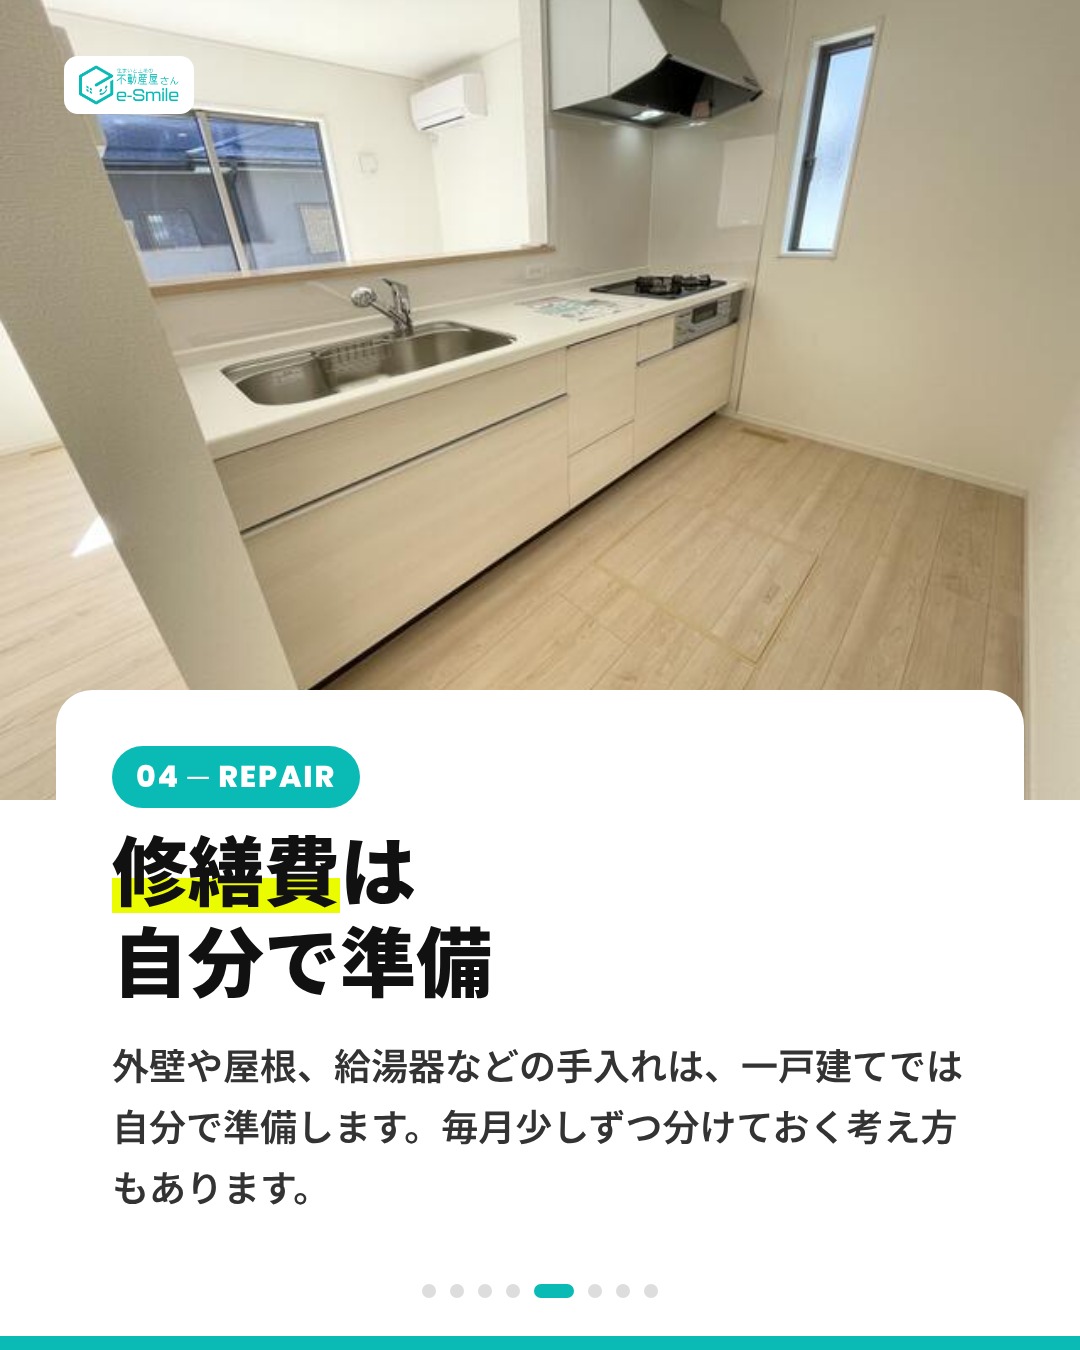 不動産屋さん
e-Smile
04 — REPAIR
修繕費は
自分で準備
外壁や屋根、給湯器などの手入れは、一戸建てでは
自分で準備します。毎月少しずつ分けておく考え方
もあります。